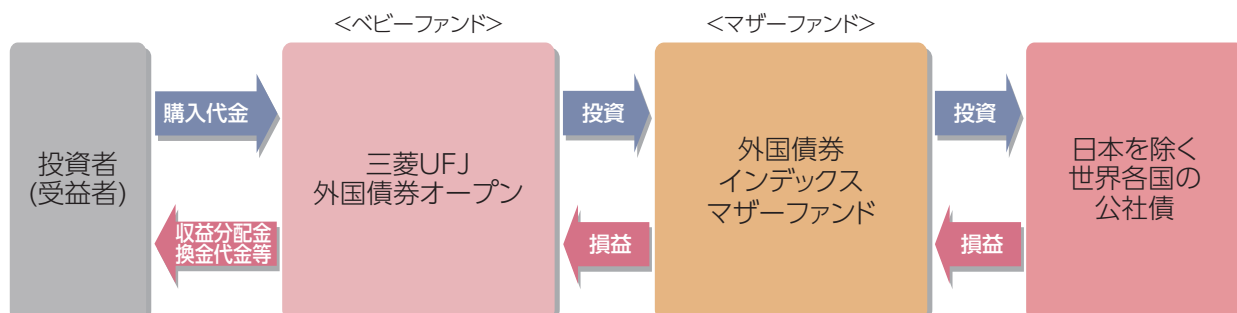 <ベビーファンド>
<マザーファンド>
投資者
(受益者)
購入代金
収益分配金
換金代金等
三菱UFJ
外国債券オープン
投資
損益
外国債券
インデックス
マザーファンド
投資
損益
日本を除く
世界各国の
公社債